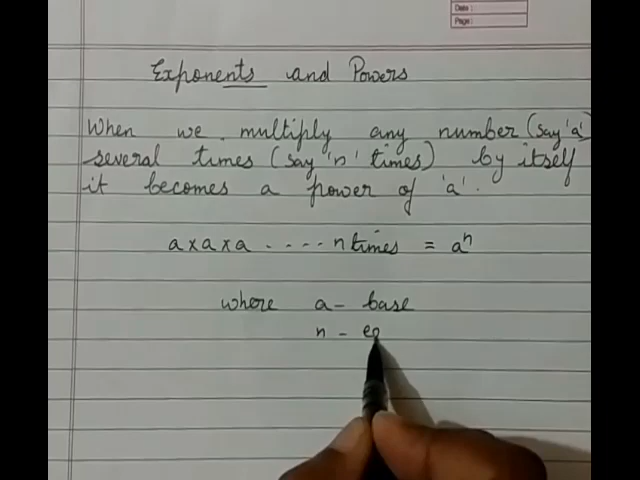 Date:
Page:
Exponents and Powers
When we multiply any number (say 'a')
several times (say 'n' times) by itself
it becomes a power of 'a'.
a × a × a ..... n times = aⁿ
where a - base
n -